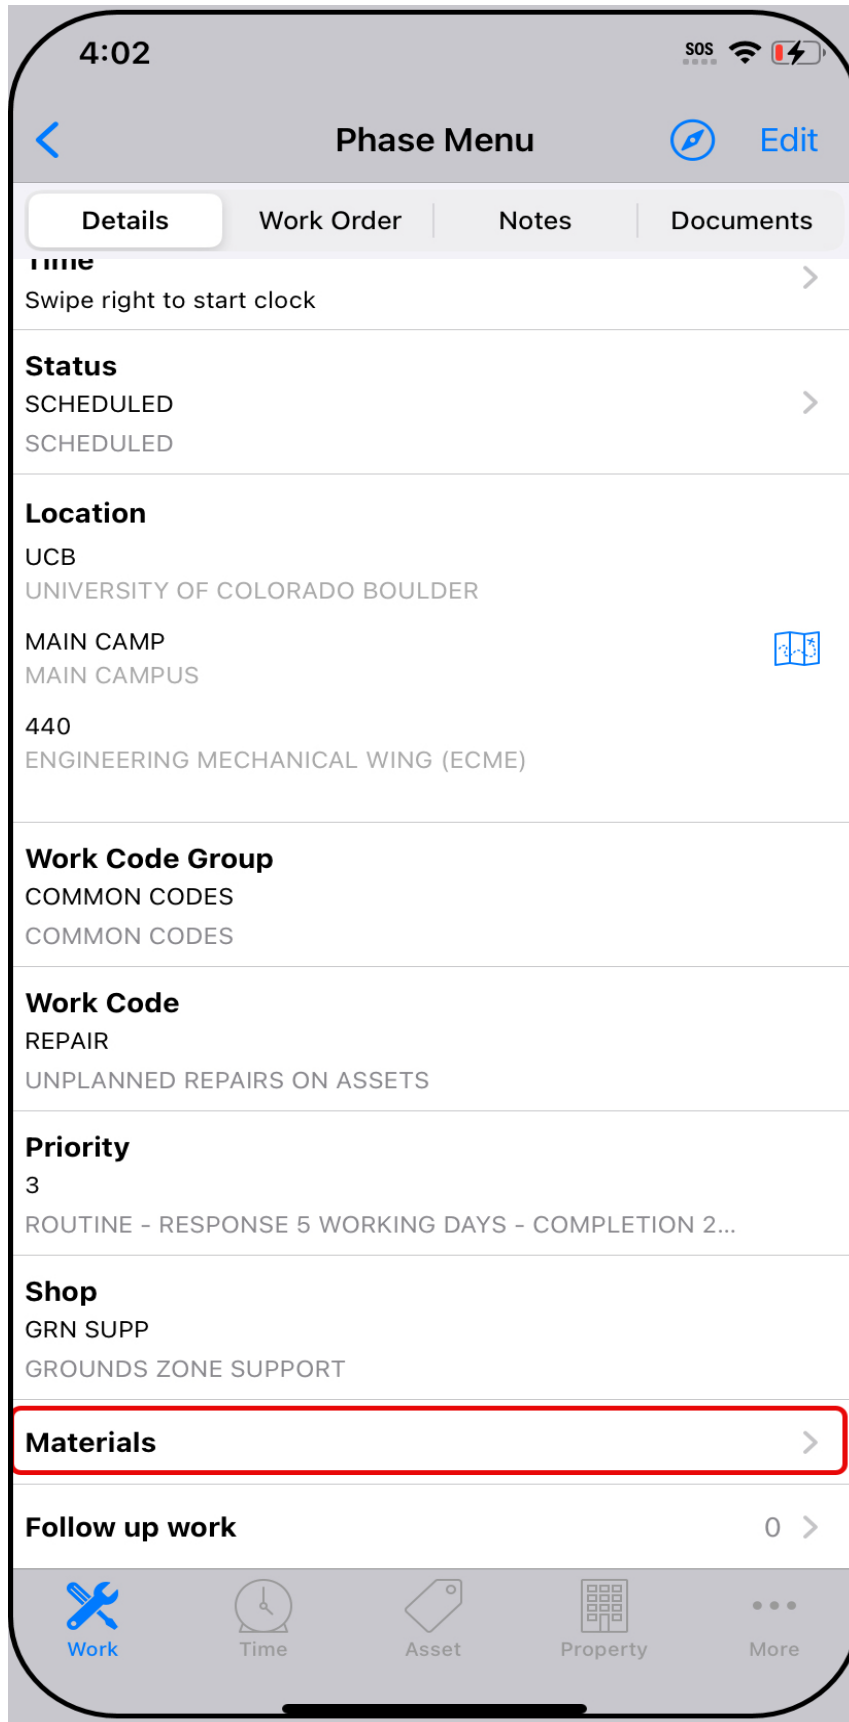 4:02
SOS
Phase Menu
Edit
Details
Work Order
Notes
Documents
Time
Swipe right to start clock
Status
SCHEDULED
SCHEDULED
Location
UCB
UNIVERSITY OF COLORADO BOULDER
MAIN CAMP
MAIN CAMPUS
440
ENGINEERING MECHANICAL WING (ECME)
Work Code Group
COMMON CODES
COMMON CODES
Work Code
REPAIR
UNPLANNED REPAIRS ON ASSETS
Priority
3
ROUTINE - RESPONSE 5 WORKING DAYS - COMPLETION 2...
Shop
GRN SUPP
GROUNDS ZONE SUPPORT
Materials
Follow up work 0
Work
Time
Asset
Property
More